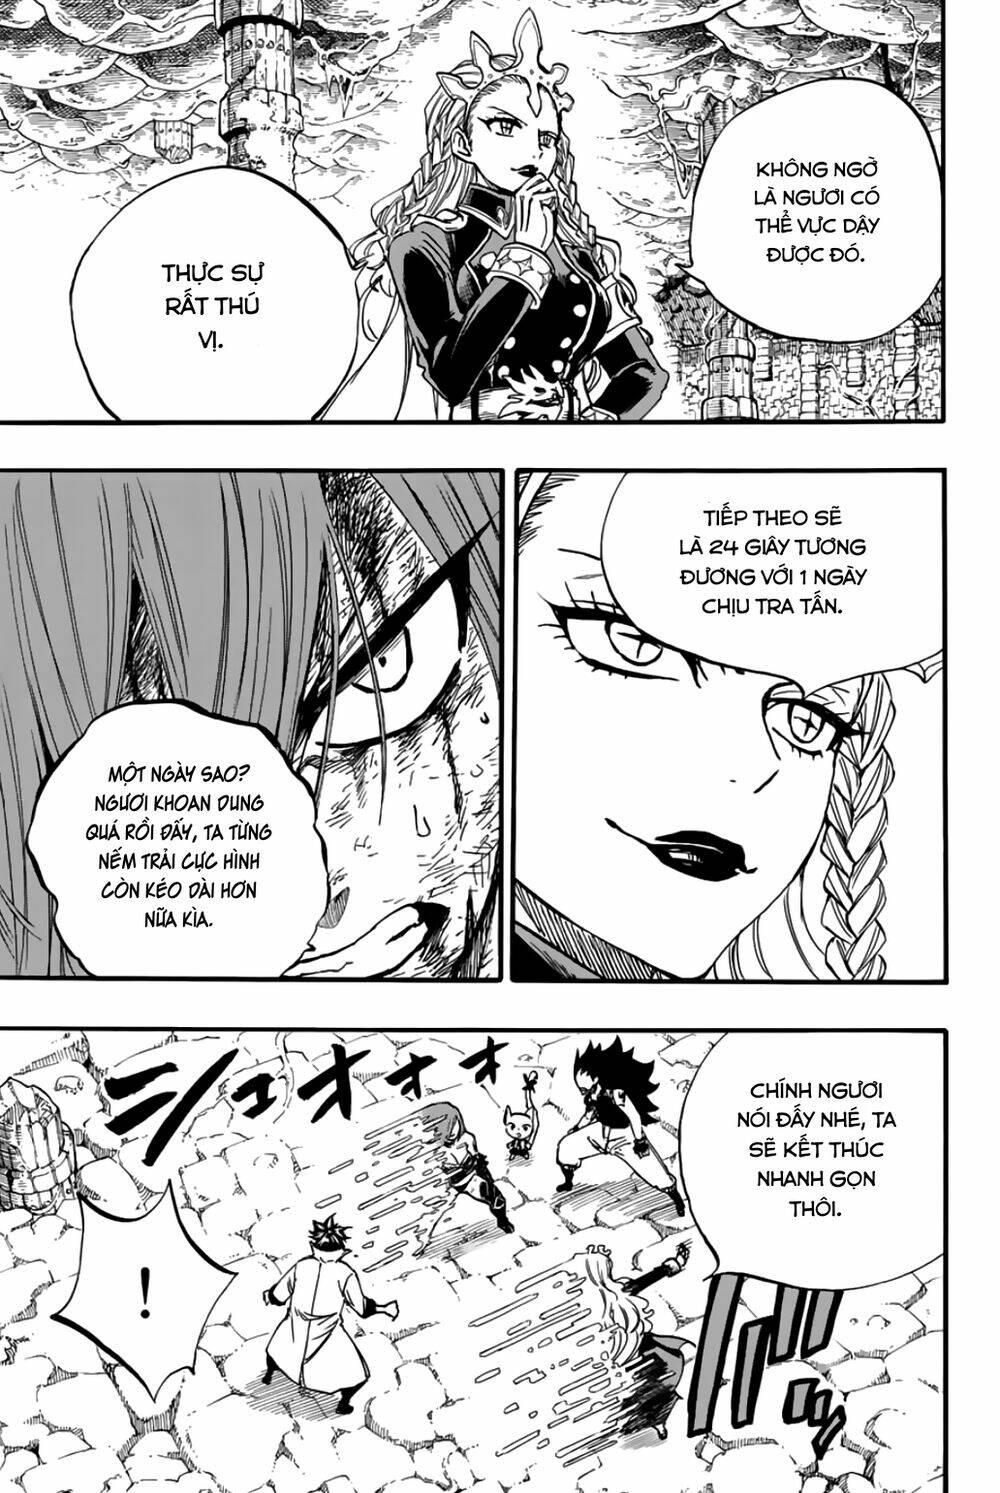 KHÔNG NGỜ
LÀ NGƯƠI CÓ
THỂ VỰC DẬY
ĐƯỢC ĐÓ.
THỰC SỰ
RẤT THÚ
VỊ.
TIẾP THEO SẼ
LÀ 24 GIÂY TƯƠNG
ĐƯƠNG VỚI 1 NGÀY
CHỊU TRA TẤN.
MỘT NGÀY SAO?
NGƯƠI KHOAN DUNG
QUÁ RỒI ĐẤY, TA TỪNG
NẾM TRẢI CỰC HÌNH
CÒN KÉO DÀI HƠN
NỮA KÌA.
CHÍNH NGƯƠI
NÓI ĐẤY NHÉ, TA
SẼ KẾT THÚC
NHANH GỌN
THÔI.
シュオオオ
!